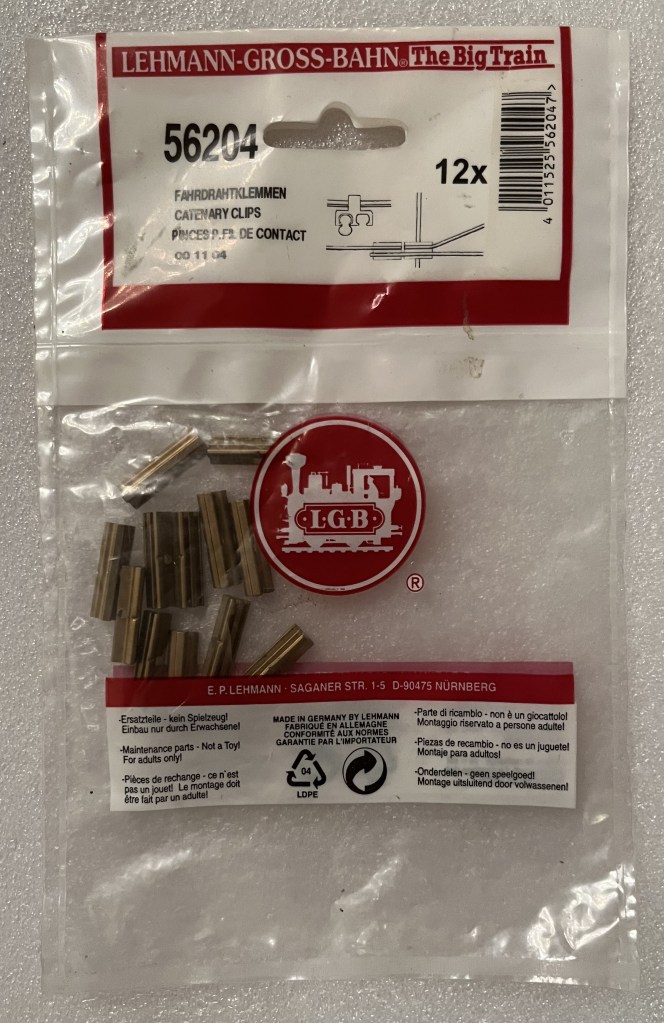 LEHMANN-GROSS-BAHN® The Big Train
56204
12x
4 011525 562047 >
FAHRDRAHTKLEMMEN
CATENARY CLIPS
PINCES P.FIL DE CONTACT
00 11 04
L·G·B
®
E. P. LEHMANN · SAGANER STR. 1-5 D-90475 NÜRNBERG
-Ersatzteile - kein Spielzeug!
Einbau nur durch Erwachsene!
-Maintenance parts - Not a Toy!
For adults only!
-Pièces de rechange - ce n'est
pas un jouet! Le montage doit
être fait par un adulte!
MADE IN GERMANY BY LEHMANN
FABRIQUÉ EN ALLEMAGNE
CONFORMITÉ AUX NORMES
GARANTIE PAR L'IMPORTATEUR
04
LDPE
-Parte di ricambio - non è un giocattolo!
Montaggio riservato a persone adulte!
-Piezas de recambio - no es un juguete!
Montaje para adultos!
-Onderdelen - geen speelgoed!
Montage uitsluitend door volwassenen!